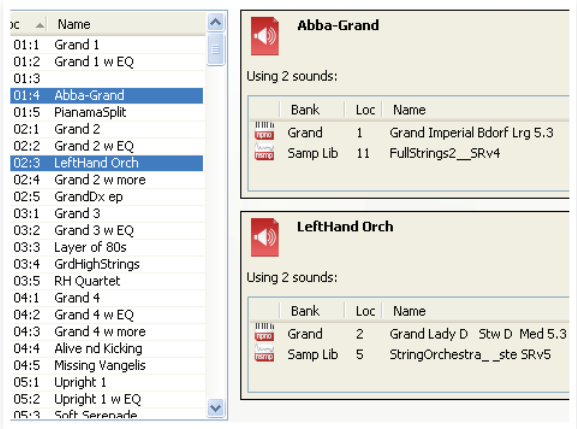 oc Name
01:1 Grand 1
01:2 Grand 1 w EQ
01:3
01:4 Abba-Grand
01:5 PianamaSplit
02:1 Grand 2
02:2 Grand 2 w EQ
02:3 LeftHand Orch
02:4 Grand 2 w more
02:5 GrandDx ep
03:1 Grand 3
03:2 Grand 3 w EQ
03:3 Layer of 80s
03:4 GrdHighStrings
03:5 RH Quartet
04:1 Grand 4
04:2 Grand 4 w EQ
04:3 Grand 4 w more
04:4 Alive nd Kicking
04:5 Missing Vangelis
05:1 Upright 1
05:2 Upright 1 w EQ
05:3 Soft Serenade
Abba-Grand
Using 2 sounds:
Bank Loc Name
npno Grand 1 Grand Imperial Bdorf Lrg 5.3
nsmp Samp Lib 11 FullStrings2__SRv4
LeftHand Orch
Using 2 sounds:
Bank Loc Name
npno Grand 2 Grand Lady D Stw D Med 5.3
nsmp Samp Lib 5 StringOrchestra_ _ste SRv5